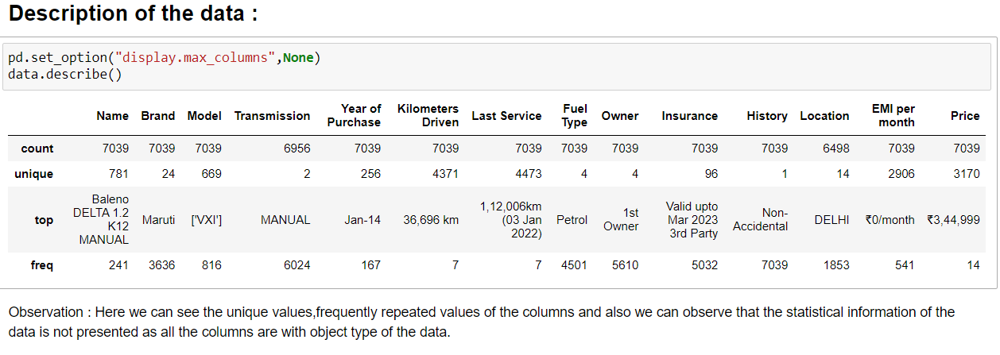 Description of the data :
pd.set_option("display.max_columns",None)
data.describe()
Name Brand Model Transmission Year of Purchase Kilometers Driven Last Service Fuel Type Owner Insurance History Location EMI per month Price
count 7039 7039 7039 6956 7039 7039 7039 7039 7039 7039 7039 6498 7039 7039
unique 781 24 669 2 256 4371 4473 4 4 96 1 14 2906 3170
top Baleno DELTA 1.2 K12 MANUAL Maruti ['VXI'] MANUAL Jan-14 36,696 km 1,12,006km (03 Jan 2022) Petrol 1st Owner Valid upto Mar 2023 3rd Party Non-Accidental DELHI ₹0/month ₹3,44,999
freq 241 3636 816 6024 167 7 7 4501 5610 5032 7039 1853 541 14
Observation : Here we can see the unique values,frequently repeated values of the columns and also we can observe that the statistical information of the
data is not presented as all the columns are with object type of the data.